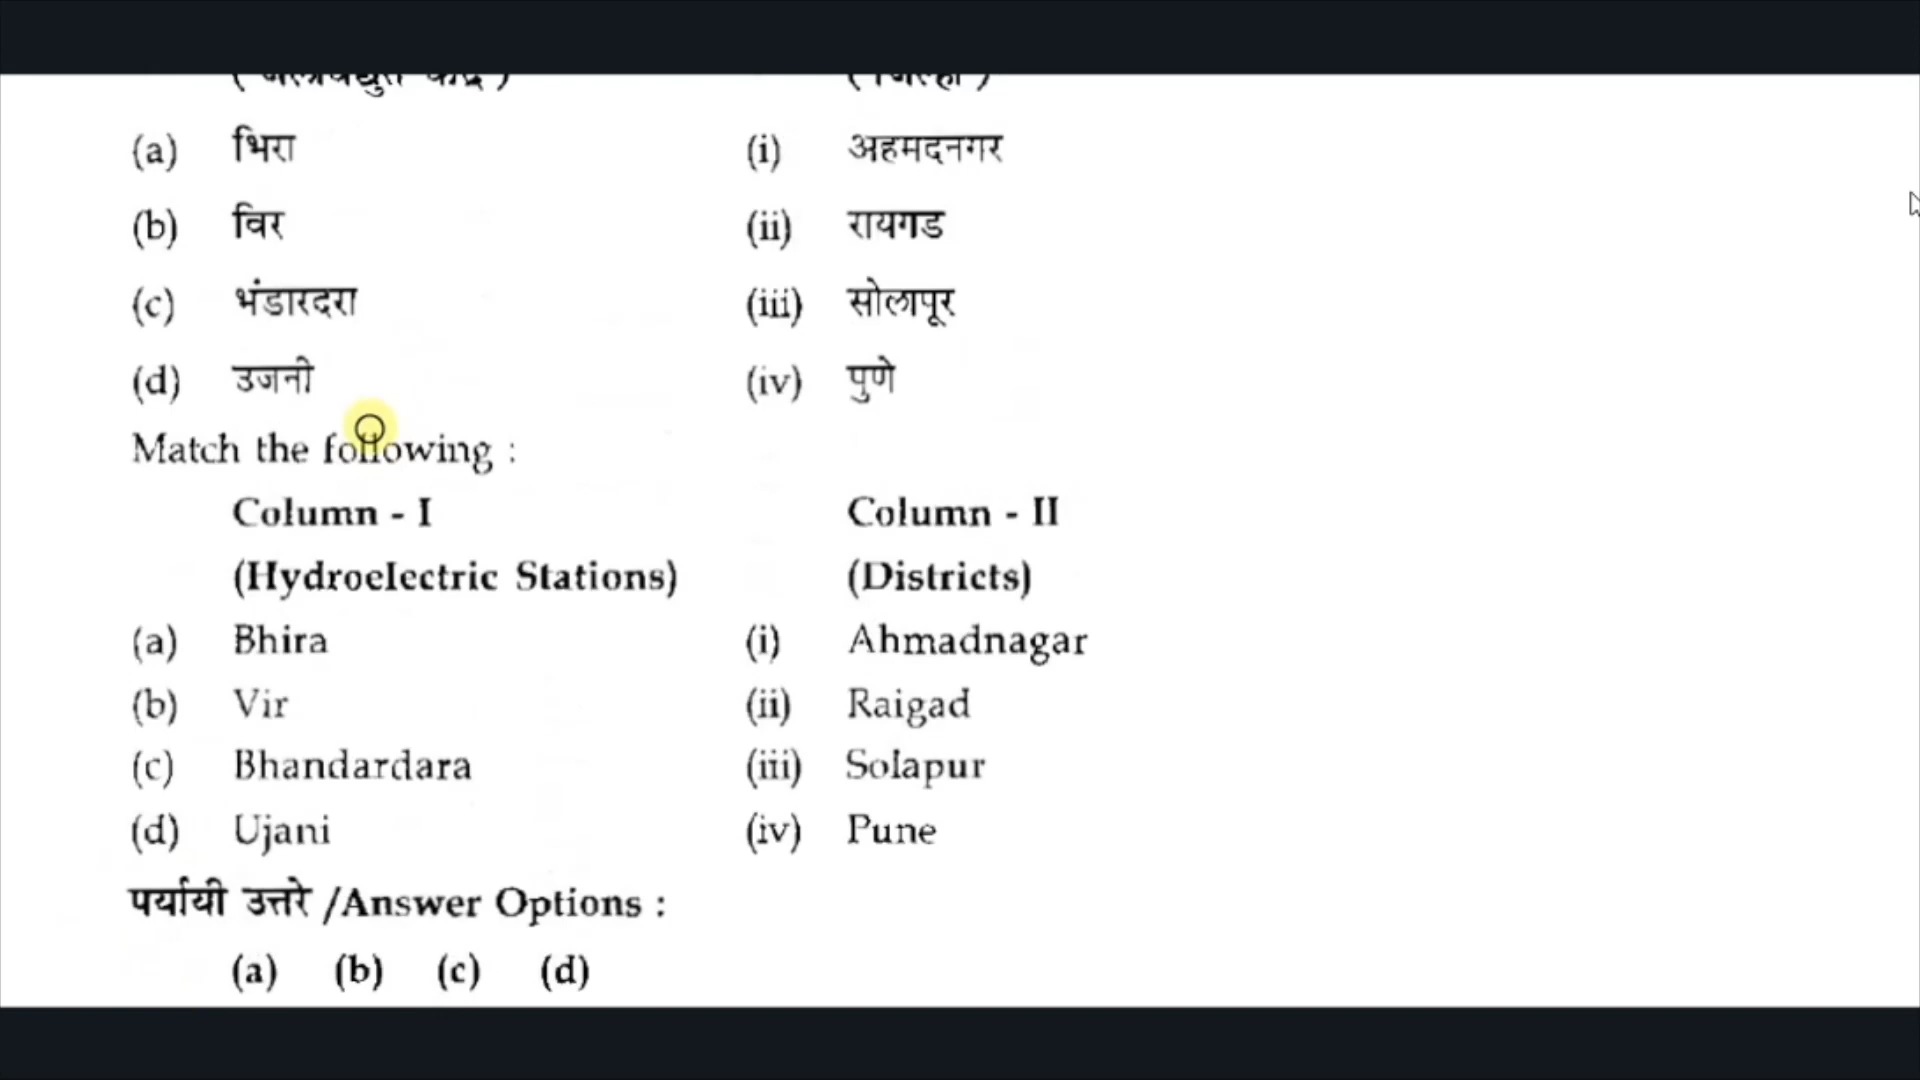 (a) भिरा (i) अहमदनगर
(b) विर (ii) रायगड
(c) भंडारदरा (iii) सोलापूर
(d) उजनी (iv) पुणे
Match the following :
Column - I Column - II
(Hydroelectric Stations) (Districts)
(a) Bhira (i) Ahmadnagar
(b) Vir (ii) Raigad
(c) Bhandardara (iii) Solapur
(d) Ujani (iv) Pune
पर्यायी उत्तरे /Answer Options :
(a) (b) (c) (d)